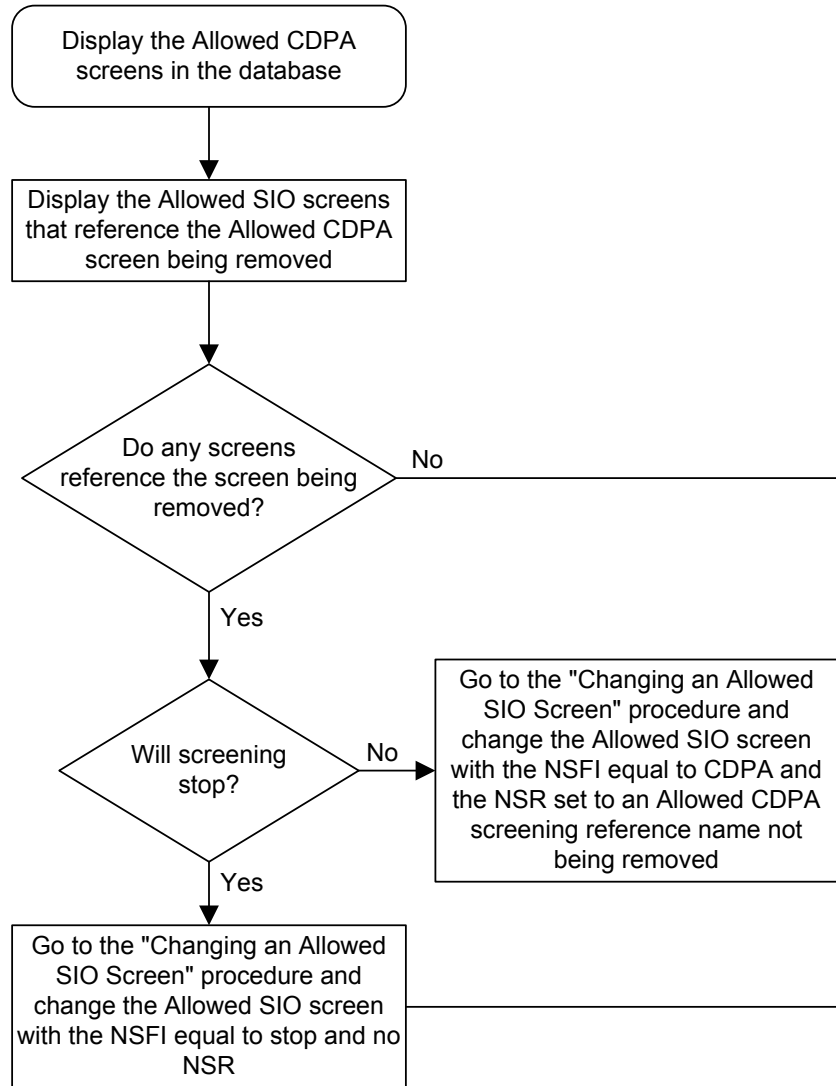 Display the Allowed CDPA
screens in the database
Display the Allowed SIO screens
that reference the Allowed CDPA
screen being removed
Do any screens
reference the screen being
removed?
No
Yes
Will screening
stop?
No
Go to the "Changing an Allowed
SIO Screen" procedure and
change the Allowed SIO screen
with the NSFI equal to CDPA and
the NSR set to an Allowed CDPA
screening reference name not
being removed
Yes
Go to the "Changing an Allowed
SIO Screen" procedure and
change the Allowed SIO screen
with the NSFI equal to stop and no
NSR